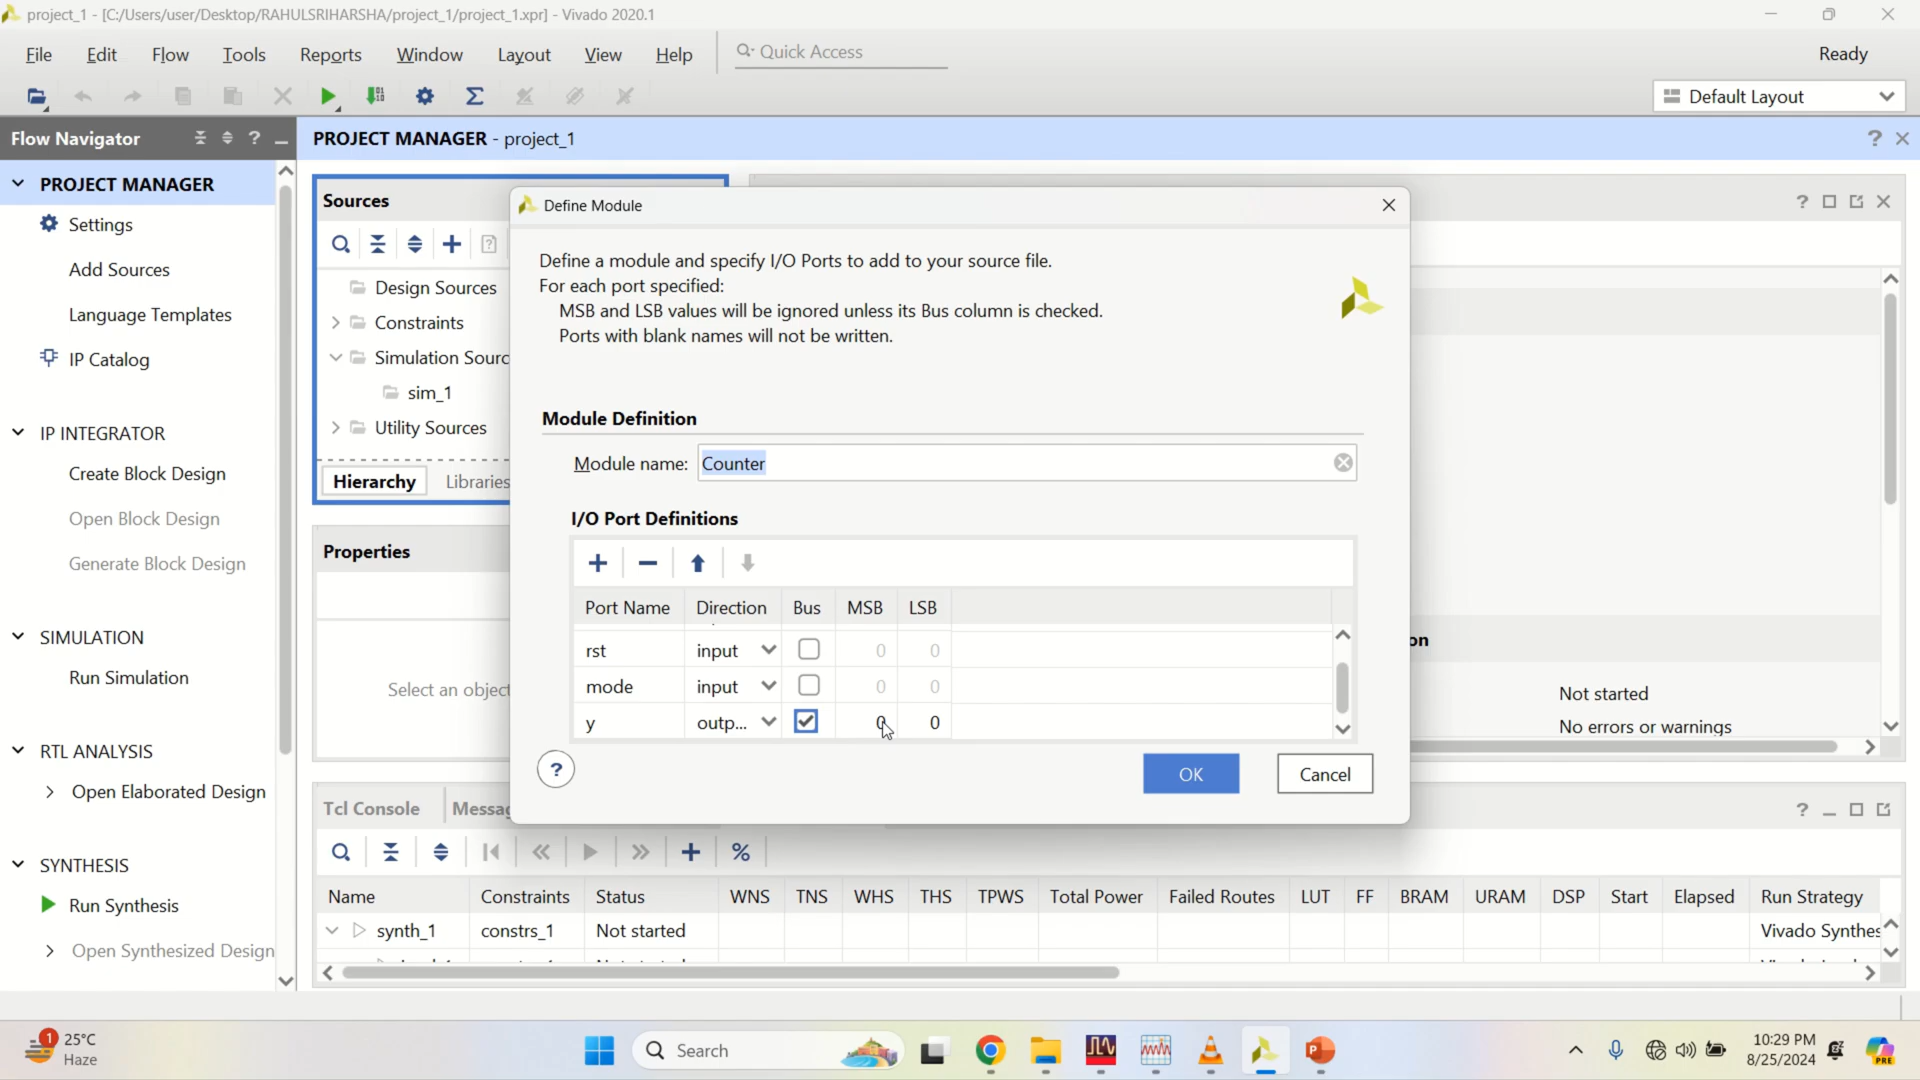 project_1 - [C:/Users/user/Desktop/RAHULSRIHARSHA/project_1/project_1.xpr] - Vivado 2020.1
File Edit Flow Tools Reports Window Layout View Help Quick Access Ready
Default Layout
Flow Navigator
PROJECT MANAGER - project_1
PROJECT MANAGER
Settings
Add Sources
Language Templates
IP Catalog
IP INTEGRATOR
Create Block Design
Open Block Design
Generate Block Design
SIMULATION
Run Simulation
RTL ANALYSIS
Open Elaborated Design
SYNTHESIS
Run Synthesis
Open Synthesized Design
Sources
Design Sources
Constraints
Simulation Sourc
sim_1
Utility Sources
Hierarchy Libraries
Properties
Select an object
Define Module
Define a module and specify I/O Ports to add to your source file.
For each port specified:
MSB and LSB values will be ignored unless its Bus column is checked.
Ports with blank names will not be written.
Module Definition
Module name: Counter
I/O Port Definitions
Port Name Direction Bus MSB LSB
rst input 0 0
mode input 0 0
y outp... 0 0
OK Cancel
on
Not started
No errors or warnings
Tcl Console Messag
Name Constraints Status WNS TNS WHS THS TPWS Total Power Failed Routes LUT FF BRAM URAM DSP Start Elapsed Run Strategy
synth_1 constrs_1 Not started Vivado Synthes
1
25°C
Haze
Search
10:29 PM
8/25/2024
PRE